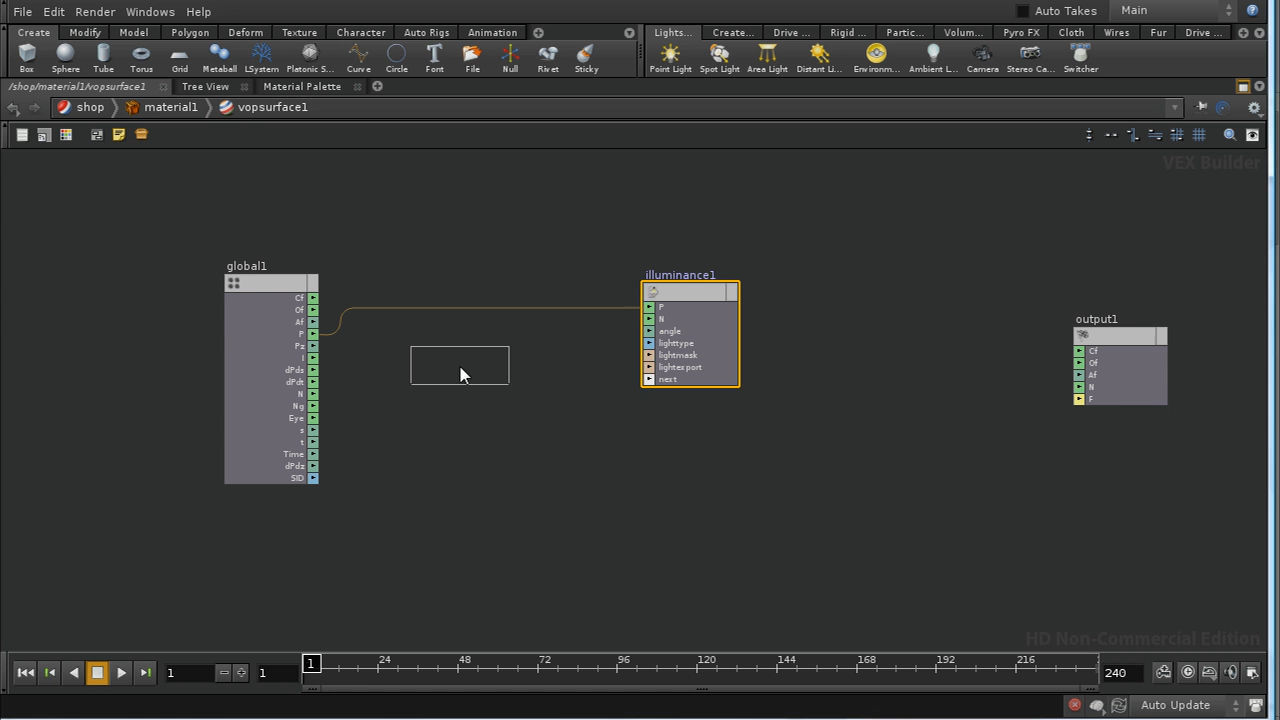 File Edit Render Windows Help Auto Takes Main
Create Modify Model Polygon Deform Texture Character Auto Rigs Animation Lights... Create... Drive ... Rigid ... Partic... Volum... Pyro FX Cloth Wires Fur Drive ...
Box Sphere Tube Torus Grid Metaball LSystem Platonic S... Curve Circle Font File Null Rivet Sticky Point Light Spot Light Area Light Distant Li... Environm... Ambient L... Camera Stereo Ca... Switcher
/shop/material1/vopsurface1 Tree View Material Palette
shop material1 vopsurface1
VEX Builder
global1
Cf
Of
Af
P
Pz
I
dPds
dPdt
N
Ng
Eye
s
t
Time
dPdz
SID
illuminance1
P
N
angle
lighttype
lightmask
lightexport
next
output1
Cf
Of
Af
N
F
HD Non-Commercial Edition
1 1 1 24 48 72 96 120 144 168 192 216 240
Auto Update